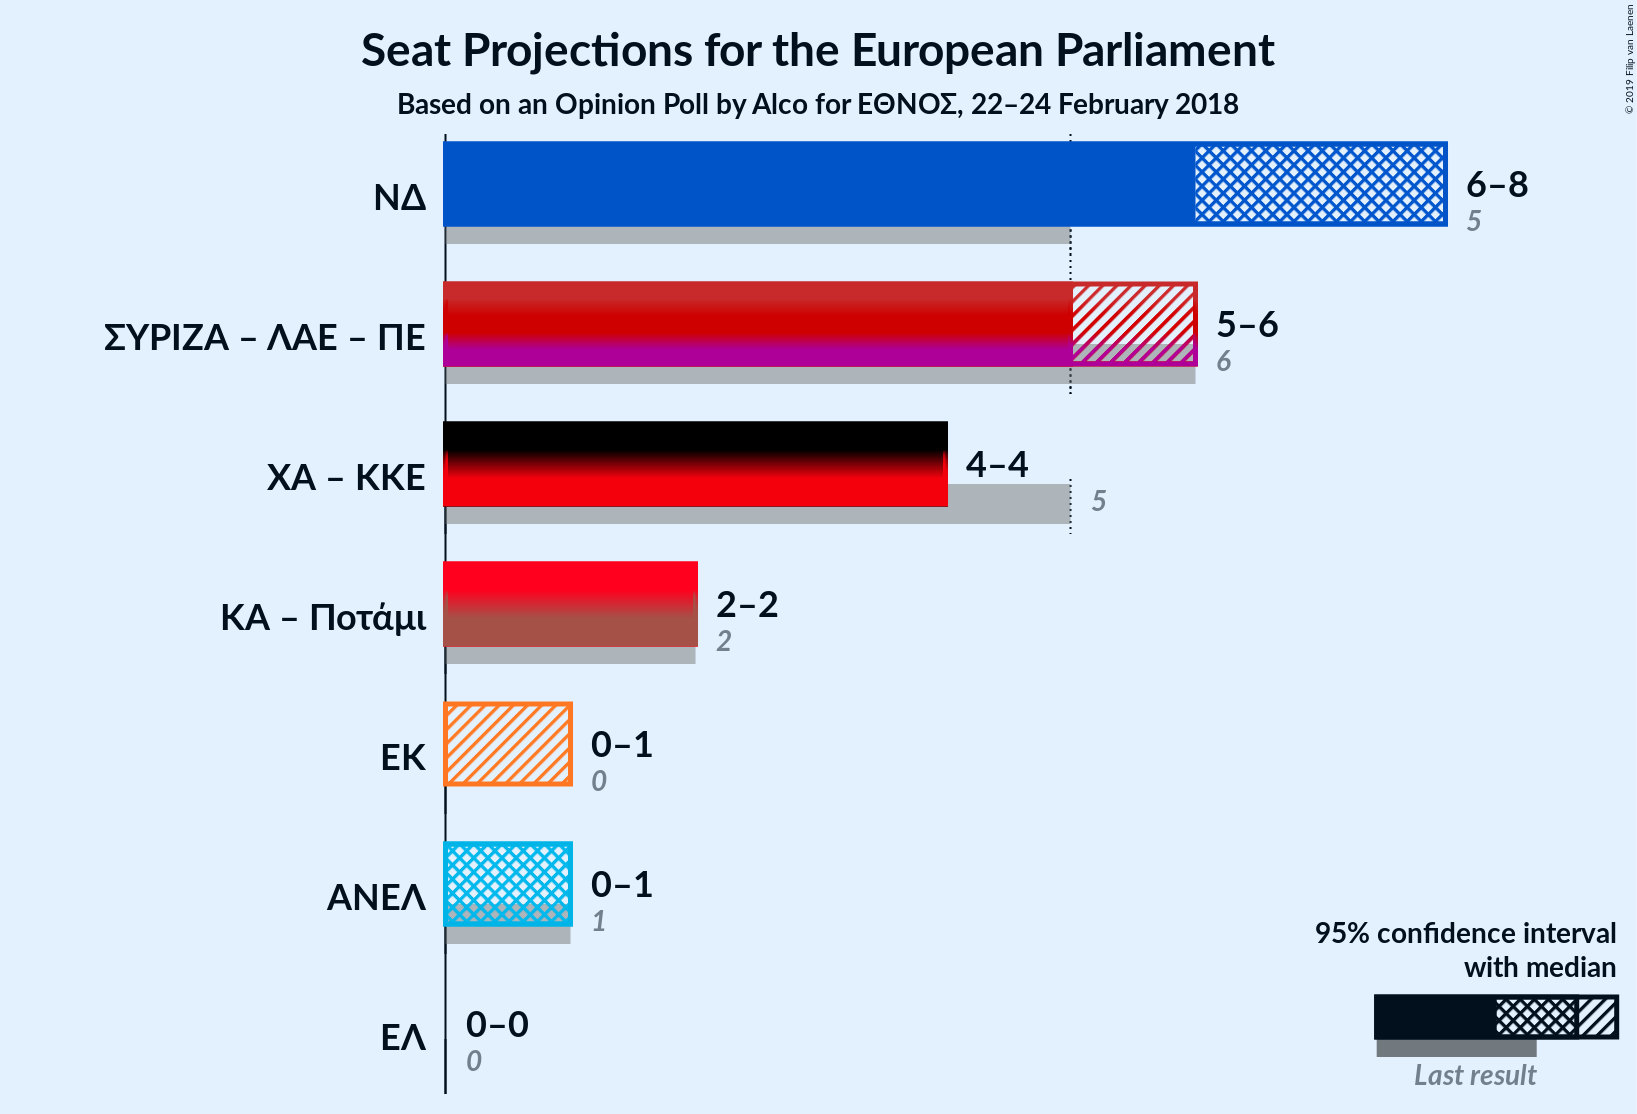 Seat Projections for the European Parliament
Based on an Opinion Poll by Alco for ΕΘΝΟΣ, 22–24 February 2018
© 2019 Filip van Laenen
ΝΔ
6–8
5
ΣΥΡΙΖΑ – ΛΑΕ – ΠΕ
5–6
6
ΧΑ – ΚΚΕ
4–4
5
ΚΑ – Ποτάμι
2–2
2
ΕΚ
0–1
0
ΑΝΕΛ
0–1
1
ΕΛ
0–0
0
95% confidence interval
with median
Last result